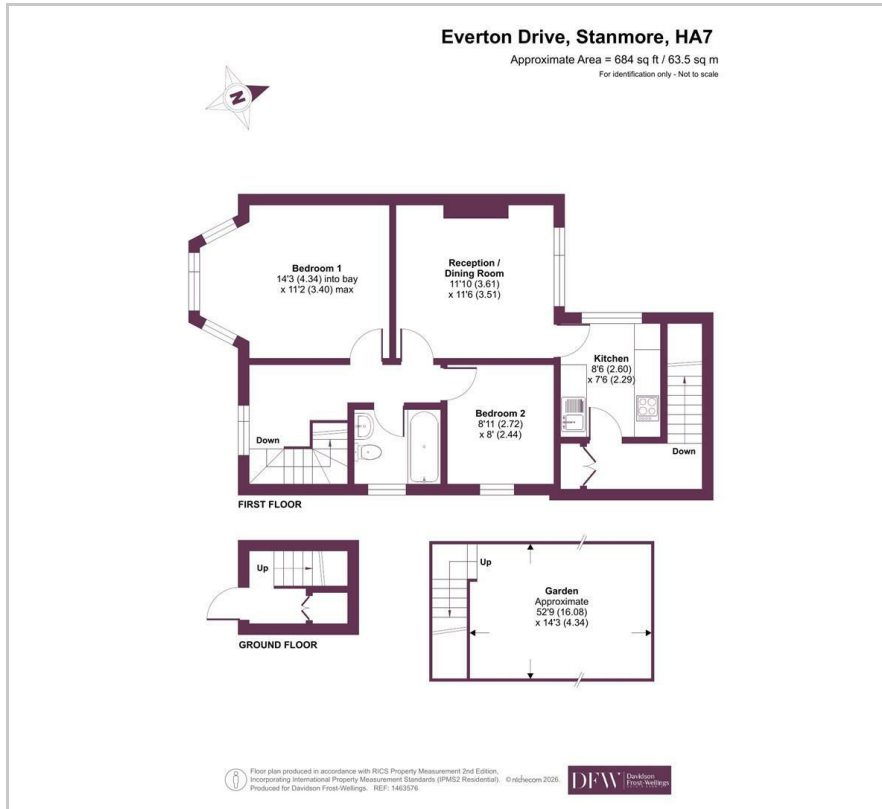 Everton Drive, Stanmore, HA7
Approximate Area = 684 sq ft / 63.5 sq m
For identification only - Not to scale
N
Bedroom 1
14'3 (4.34) into bay
x 11'2 (3.40) max
Reception /
Dining Room
11'10 (3.61)
x 11'6 (3.51)
Kitchen
8'6 (2.60)
x 7'6 (2.29)
Bedroom 2
8'11 (2.72)
x 8' (2.44)
Down
Down
FIRST FLOOR
Up
GROUND FLOOR
Up
Garden
Approximate
52'9 (16.08)
x 14'3 (4.34)
Floor plan produced in accordance with RICS Property Measurement 2nd Edition,
Incorporating International Property Measurement Standards (IPMS2 Residential). © nichecom 2026.
Produced for Davidson Frost-Wellings. REF: 1463576
DFW
Davidson
Frost-Wellings